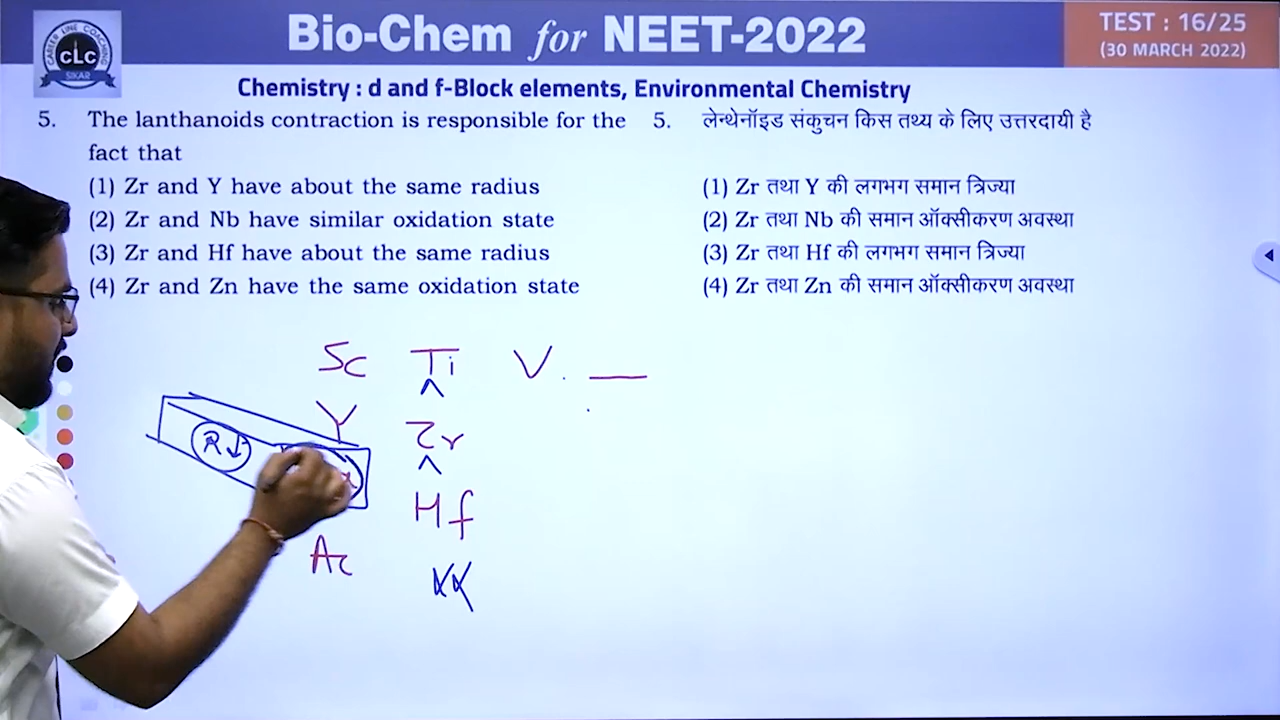 Bio-Chem for NEET-2022
TEST : 16/25
(30 MARCH 2022)
CAREER LINE COACHING
CLC
SIKAR
Chemistry : d and f-Block elements, Environmental Chemistry
5. The lanthanoids contraction is responsible for the fact that
(1) Zr and Y have about the same radius
(2) Zr and Nb have similar oxidation state
(3) Zr and Hf have about the same radius
(4) Zr and Zn have the same oxidation state
5. लेन्थेनॉइड संकुचन किस तथ्य के लिए उत्तरदायी है
(1) Zr तथा Y की लगभग समान त्रिज्या
(2) Zr तथा Nb की समान ऑक्सीकरण अवस्था
(3) Zr तथा Hf की लगभग समान त्रिज्या
(4) Zr तथा Zn की समान ऑक्सीकरण अवस्था
Sc Ti V
Y Zr
R↓
Hf
Ac